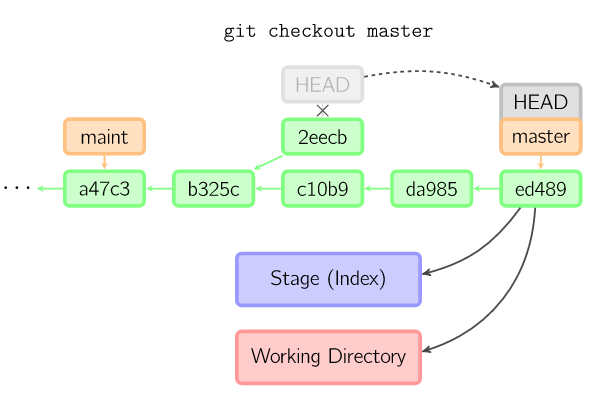 git checkout master
HEAD
HEAD
×
maint
2eecb
master
...
a47c3
b325c
c10b9
da985
ed489
Stage (Index)
Working Directory